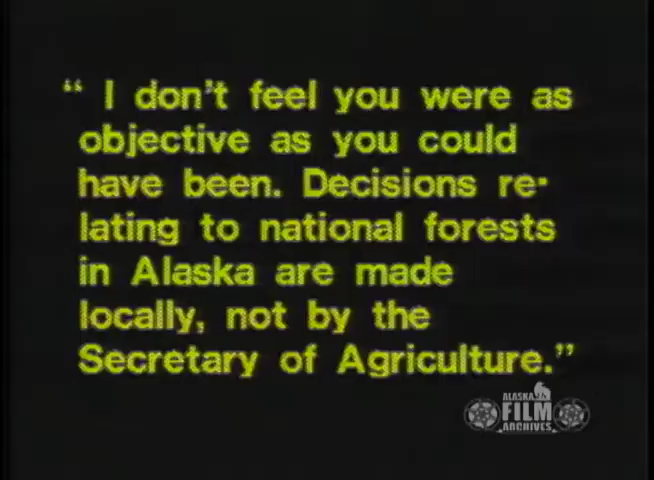 “ I don't feel you were as
objective as you could
have been. Decisions re-
lating to national forests
in Alaska are made
locally, not by the
Secretary of Agriculture.”
ALASKA
FILM
ARCHIVES